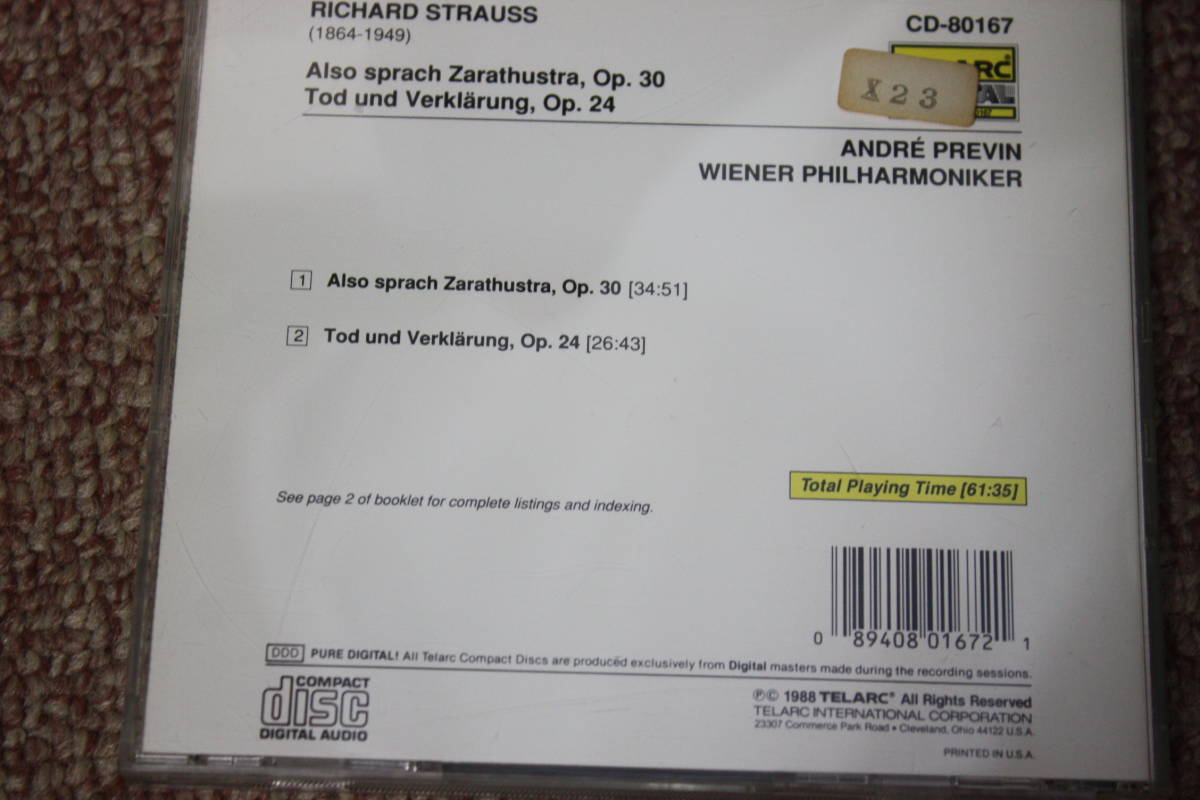 RICHARD STRAUSS
(1864-1949)
Also sprach Zarathustra, Op. 30
Tod und Verklärung, Op. 24
CD-80167
X23
ANDRÉ PREVIN
WIENER PHILHARMONIKER
1 Also sprach Zarathustra, Op. 30 [34:51]
2 Tod und Verklärung, Op. 24 [26:43]
See page 2 of booklet for complete listings and indexing.
Total Playing Time [61:35]
0 89408 01672 1
DDD PURE DIGITAL! All Telarc Compact Discs are produced exclusively from Digital masters made during the recording sessions.
COMPACT
disc
DIGITAL AUDIO
℗© 1988 TELARC® All Rights Reserved
TELARC INTERNATIONAL CORPORATION
23307 Commerce Park Road • Cleveland, Ohio 44122 U.S.A.
PRINTED IN U.S.A.